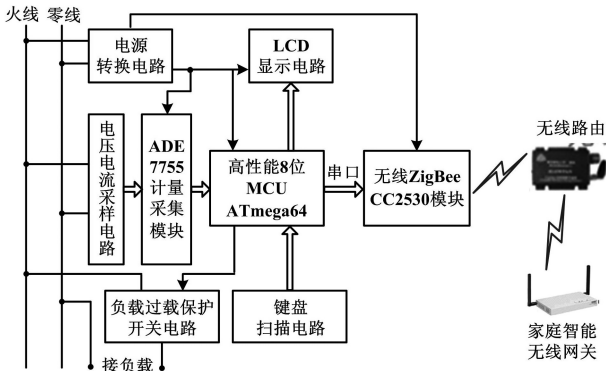 火线 零线
电源
转换电路
LCD
显示电路
无线路由
电压电流采样电路
ADE
7755
计量
采集
模块
高性能8位
MCU
ATmega64
串口
无线ZigBee
CC2530模块
负载过载保护
开关电路
键盘
扫描电路
家庭智能
无线网关
接负载